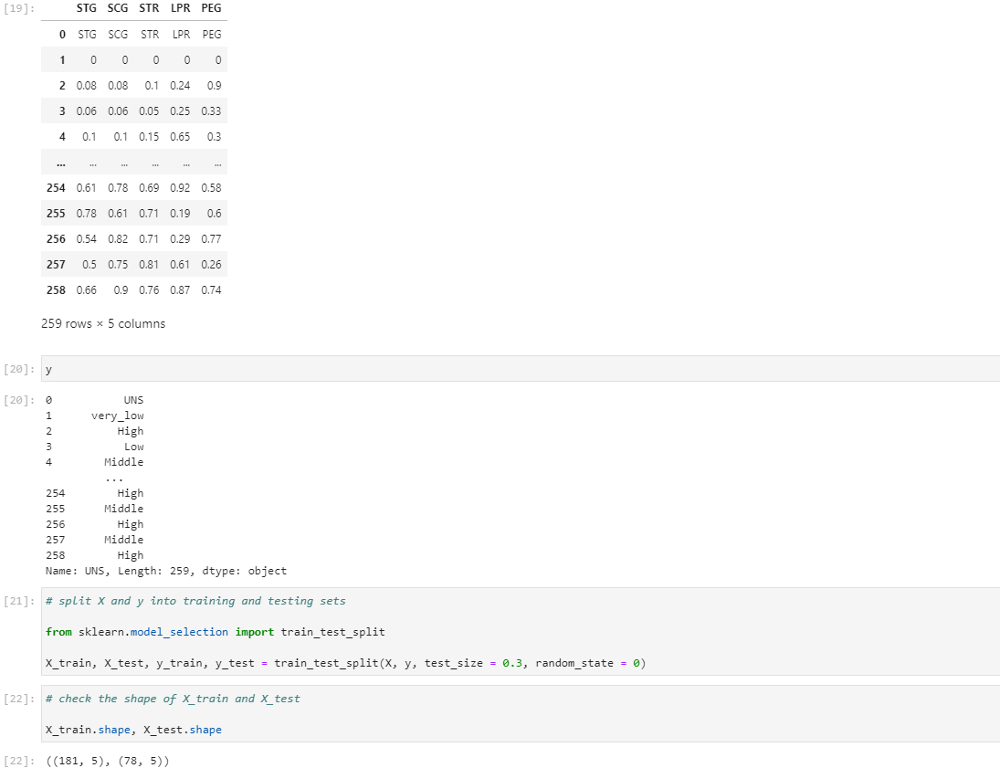 [19]: STG SCG STR LPR PEG
0 STG SCG STR LPR PEG
1 0 0 0 0 0
2 0.08 0.08 0.1 0.24 0.9
3 0.06 0.06 0.05 0.25 0.33
4 0.1 0.1 0.15 0.65 0.3
... ... ... ... ... ...
254 0.61 0.78 0.69 0.92 0.58
255 0.78 0.61 0.71 0.19 0.6
256 0.54 0.82 0.71 0.29 0.77
257 0.5 0.75 0.81 0.61 0.26
258 0.66 0.9 0.76 0.87 0.74
259 rows × 5 columns
[20]: y
[20]: 0 UNS
1 very_low
2 High
3 Low
4 Middle
...
254 High
255 Middle
256 High
257 Middle
258 High
Name: UNS, Length: 259, dtype: object
[21]: # split X and y into training and testing sets
from sklearn.model_selection import train_test_split
X_train, X_test, y_train, y_test = train_test_split(X, y, test_size = 0.3, random_state = 0)
[22]: # check the shape of X_train and X_test
X_train.shape, X_test.shape
[22]: ((181, 5), (78, 5))